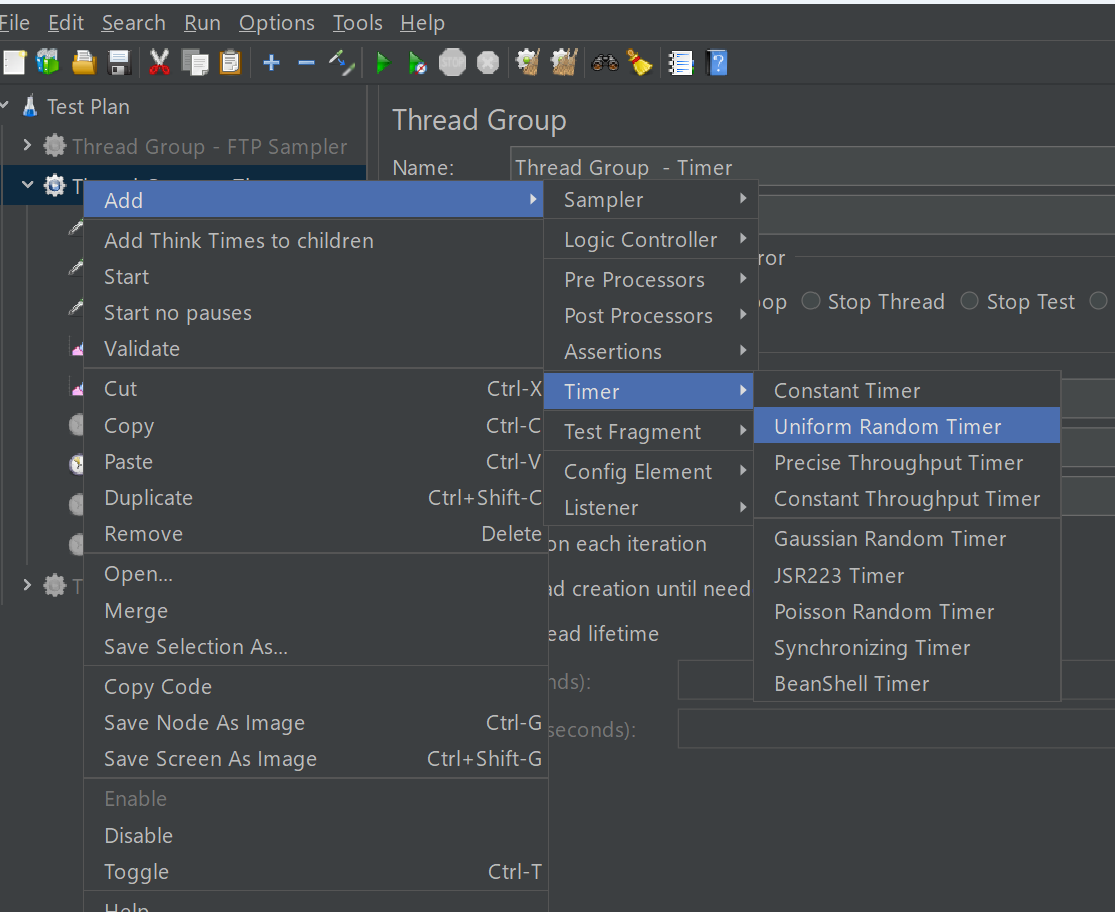 File Edit Search Run Options Tools Help
STOP
Test Plan
Thread Group - FTP Sampler
Thread Group
Name: Thread Group - Timer
Add
Add Think Times to children
Start
Start no pauses
Validate
Cut Ctrl-X
Copy Ctrl-C
Paste Ctrl-V
Duplicate Ctrl+Shift-C
Remove Delete
Open...
Merge
Save Selection As...
Copy Code
Save Node As Image Ctrl-G
Save Screen As Image Ctrl+Shift-G
Enable
Disable
Toggle Ctrl-T
Help
Sampler
Logic Controller
Pre Processors
Post Processors
Assertions
Timer
Test Fragment
Config Element
Listener
Constant Timer
Uniform Random Timer
Precise Throughput Timer
Constant Throughput Timer
Gaussian Random Timer
JSR223 Timer
Poisson Random Timer
Synchronizing Timer
BeanShell Timer
ror
oop Stop Thread Stop Test
on each iteration
ad creation until need
ead lifetime
nds):
seconds):